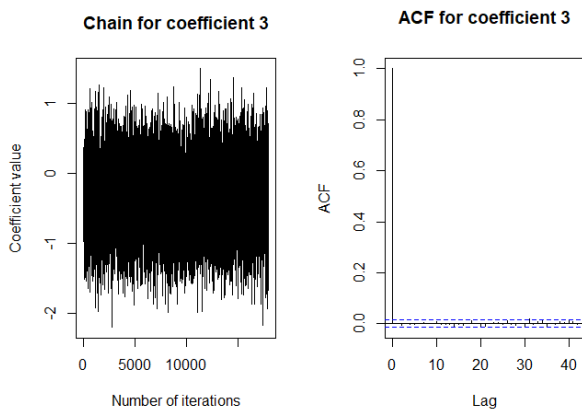 Chain for coefficient 3
Coefficient value
1
0
-1
-2
0 5000 10000
Number of iterations
ACF for coefficient 3
ACF
1.0
0.8
0.6
0.4
0.2
0.0
0 10 20 30 40
Lag